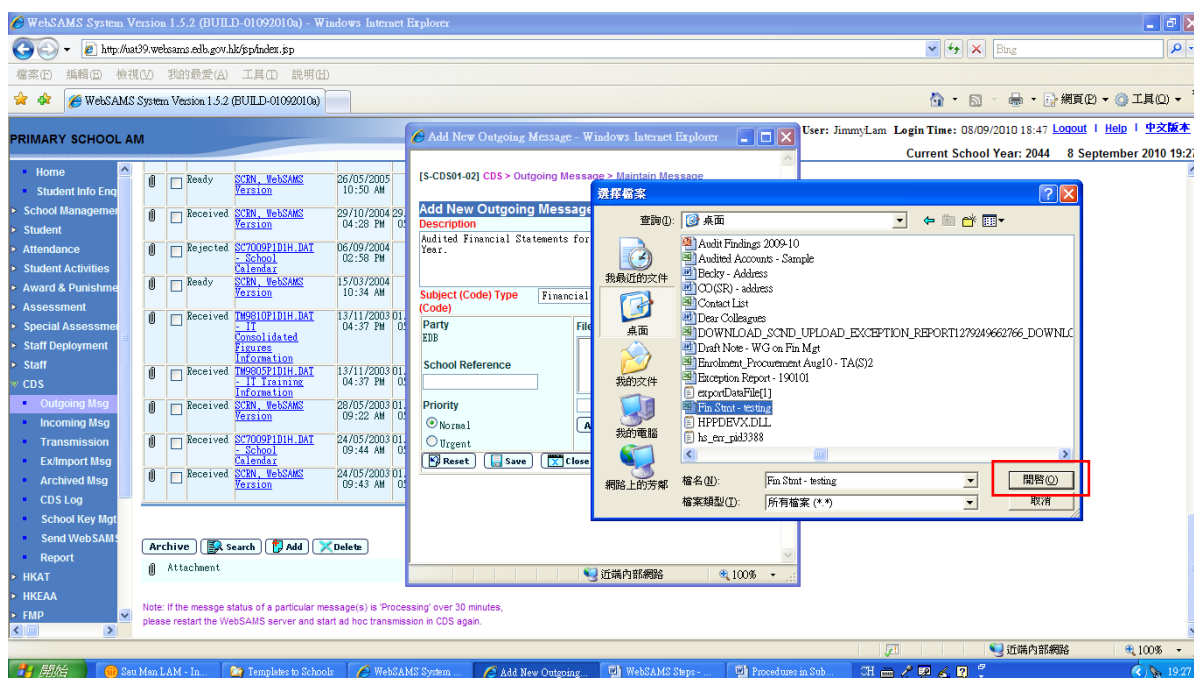 WebSAMS System Version 1.5.2 (BUILD-01092010a) - Windows Internet Explorer
http://uat39.websams.edb.gov.hk/jsp/index.jsp
Bing
檔案(F) 編輯(E) 檢視(V) 我的最愛(A) 工具(T) 說明(H)
WebSAMS System Version 1.5.2 (BUILD-01092010a)
網頁(P) 工具(O)
PRIMARY SCHOOL AM
User: JimmyLam Login Time: 08/09/2010 18:47 Logout | Help | 中文版本
Current School Year: 2044 8 September 2010 19:27
Home
Student Info Enq
School Managemen
Student
Attendance
Student Activities
Award & Punishme
Assessment
Special Assessmen
Staff Deployment
Staff
CDS
Outgoing Msg
Incoming Msg
Transmission
Ex/Import Msg
Archived Msg
CDS Log
School Key Mgt
Send WebSAMS
Report
HKAT
HKEAA
FMP
Ready SCRN, WebSAMS 26/05/2005
Version 10:50 AM
Received SCRN, WebSAMS 29/10/2004 29.
Version 04:28 PM
Rejected SC7009P1D1H.DAT 06/09/2004
- School 02:58 PM
Calendar
Ready SCRN, WebSAMS 15/03/2004
Version 10:34 AM
Received TM9810P1D1H.DAT 13/11/2003 01.
- IT 04:37 PM
Consolidated
Figures
Information
Received TM9805P1D1H.DAT 13/11/2003 01.
- IT Training 04:37 PM
Information
Received SCRN, WebSAMS 28/05/2003 01.
Version 09:22 AM
Received SC7009P1D1H.DAT 24/05/2003 01.
- School 09:44 AM
Calendar
Received SCRN, WebSAMS 24/05/2003 01.
Version 09:43 AM
Archive Search Add Delete
Attachment
Note: If the messge status of a particular message(s) is 'Processing' over 30 minutes,
please restart the WebSAMS server and start ad hoc transmission in CDS again.
Add New Outgoing Message - Windows Internet Explorer
[S-CDS01-02] CDS > Outgoing Message > Maintain Message
Add New Outgoing Message
Description
Audited Financial Statements for
Year.
Subject (Code) Type Financial
(Code)
Party File
EDB
School Reference
Priority
Normal A
Urgent
Reset Save Close
近端內部網路 100%
選擇檔案
查詢(I): 桌面
我最近的文件
桌面
我的文件
我的電腦
網路上的芳鄰
Audit Findings 2009-10
Audited Accounts - Sample
Becky - Address
CO(SR) - address
Contact List
Dear Colleagues
DOWNLOAD_SCND_UPLOAD_EXCEPTION_REPORT1279249662766_DOWNLO
Draft Note - WG on Fin Mgt
Enrolment_Procurement Aug10 - TA(S)2
Exception Report - 190101
exportDataFile[1]
Fin Stmt - testing
HPPDEVX.DLL
hs_err_pid3388
檔名(N): Fin Stmt - testing 開啟(O)
檔案類型(T): 所有檔案 (*.*) 取消
近端內部網路 100%
開始 Sau Man LAM - In... Templates to Schools WebSAMS System ... Add New Outgoing... WebSAMS Steps - ... Procedures in Sub... CH 19:27